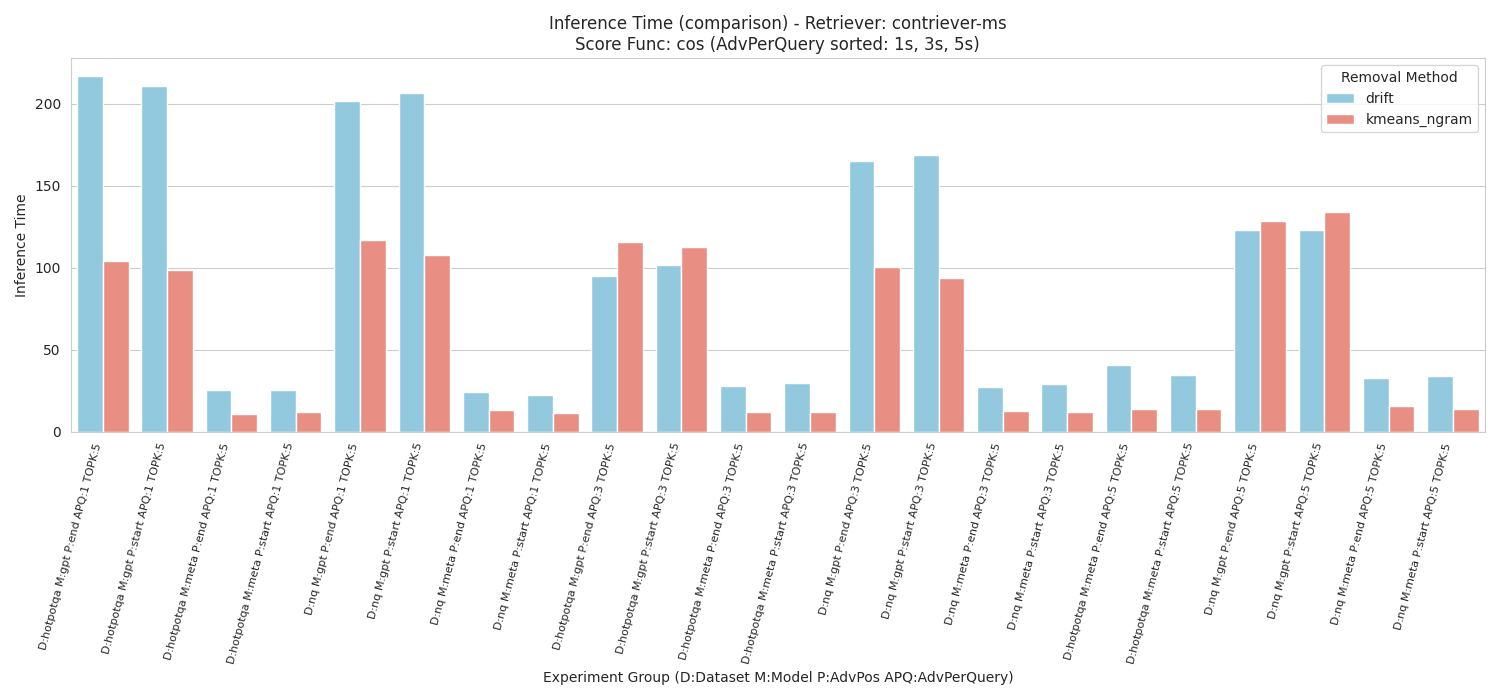 Inference Time (comparison) - Retriever: contriever-ms
Score Func: cos (AdvPerQuery sorted: 1s, 3s, 5s)
Removal Method
drift
kmeans_ngram
Inference Time
200
150
100
50
0
D:hotpotqa M:gpt P:end APQ:1 TOPK:5
D:hotpotqa M:gpt P:start APQ:1 TOPK:5
D:hotpotqa M:meta P:end APQ:1 TOPK:5
D:hotpotqa M:meta P:start APQ:1 TOPK:5
D:nq M:gpt P:end APQ:1 TOPK:5
D:nq M:gpt P:start APQ:1 TOPK:5
D:nq M:meta P:end APQ:1 TOPK:5
D:nq M:meta P:start APQ:1 TOPK:5
D:hotpotqa M:gpt P:end APQ:3 TOPK:5
D:hotpotqa M:gpt P:start APQ:3 TOPK:5
D:hotpotqa M:meta P:end APQ:3 TOPK:5
D:hotpotqa M:meta P:start APQ:3 TOPK:5
D:nq M:gpt P:end APQ:3 TOPK:5
D:nq M:gpt P:start APQ:3 TOPK:5
D:nq M:meta P:end APQ:3 TOPK:5
D:nq M:meta P:start APQ:3 TOPK:5
D:hotpotqa M:meta P:end APQ:5 TOPK:5
D:hotpotqa M:meta P:start APQ:5 TOPK:5
D:nq M:gpt P:end APQ:5 TOPK:5
D:nq M:gpt P:start APQ:5 TOPK:5
D:nq M:meta P:end APQ:5 TOPK:5
D:nq M:meta P:start APQ:5 TOPK:5
Experiment Group (D:Dataset M:Model P:AdvPos APQ:AdvPerQuery)